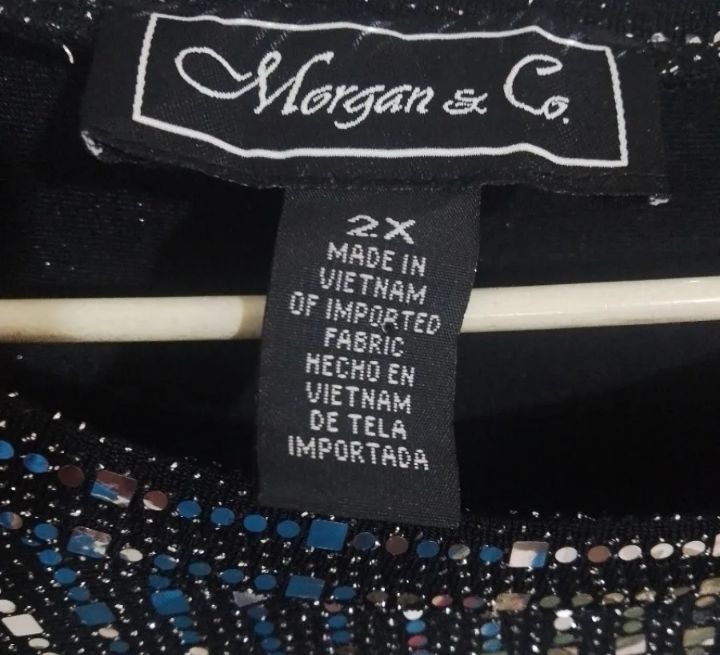 Morgan & Co.
2X
MADE IN
VIETNAM
OF IMPORTED
FABRIC
HECHO EN
VIETNAM
DE TELA
IMPORTADA